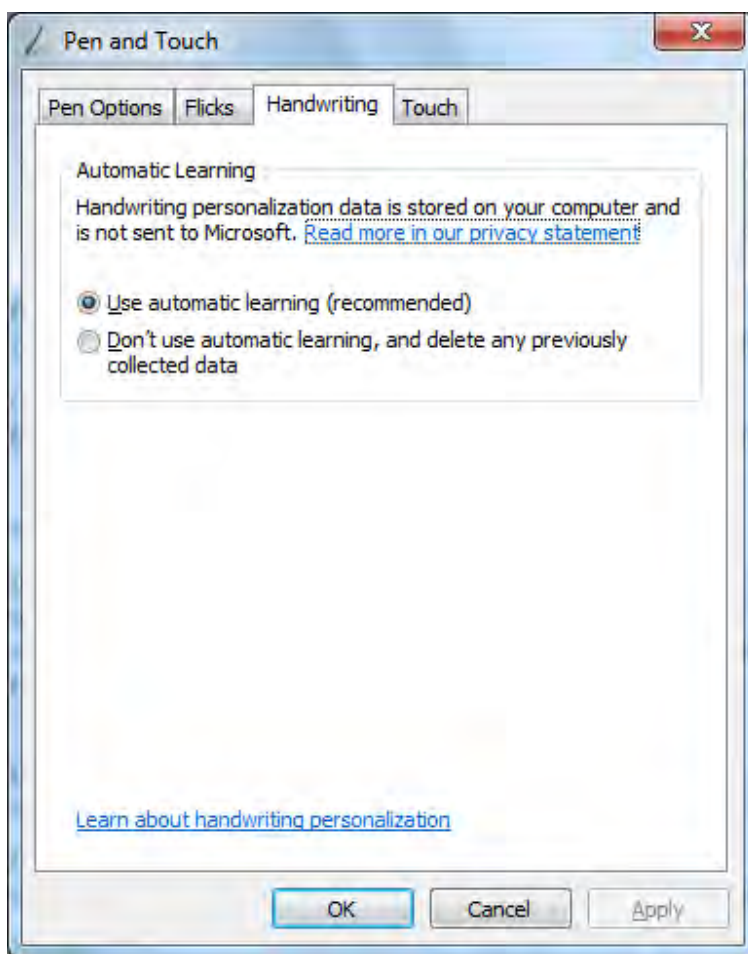 Pen and Touch
Pen Options Flicks Handwriting Touch
Automatic Learning
Handwriting personalization data is stored on your computer and
is not sent to Microsoft. Read more in our privacy statement
Use automatic learning (recommended)
Don't use automatic learning, and delete any previously
collected data
Learn about handwriting personalization
OK Cancel Apply